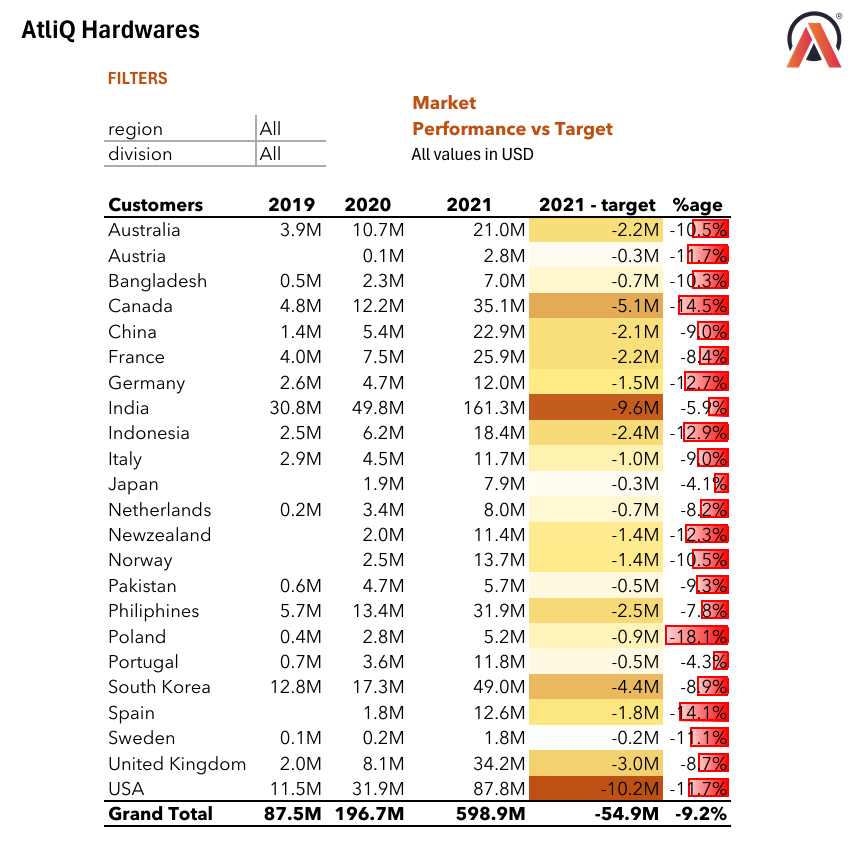 AtliQ Hardwares
®
FILTERS
Market
region All Performance vs Target
division All All values in USD
Customers 2019 2020 2021 2021 - target %age
Australia 3.9M 10.7M 21.0M -2.2M -10.5%
Austria 0.1M 2.8M -0.3M -11.7%
Bangladesh 0.5M 2.3M 7.0M -0.7M -10.3%
Canada 4.8M 12.2M 35.1M -5.1M -14.5%
China 1.4M 5.4M 22.9M -2.1M -9.0%
France 4.0M 7.5M 25.9M -2.2M -8.4%
Germany 2.6M 4.7M 12.0M -1.5M -12.7%
India 30.8M 49.8M 161.3M -9.6M -5.9%
Indonesia 2.5M 6.2M 18.4M -2.4M -12.9%
Italy 2.9M 4.5M 11.7M -1.0M -9.0%
Japan 1.9M 7.9M -0.3M -4.1%
Netherlands 0.2M 3.4M 8.0M -0.7M -8.2%
Newzealand 2.0M 11.4M -1.4M -12.3%
Norway 2.5M 13.7M -1.4M -10.5%
Pakistan 0.6M 4.7M 5.7M -0.5M -9.3%
Philiphines 5.7M 13.4M 31.9M -2.5M -7.8%
Poland 0.4M 2.8M 5.2M -0.9M -18.1%
Portugal 0.7M 3.6M 11.8M -0.5M -4.3%
South Korea 12.8M 17.3M 49.0M -4.4M -8.9%
Spain 1.8M 12.6M -1.8M -14.1%
Sweden 0.1M 0.2M 1.8M -0.2M -11.1%
United Kingdom 2.0M 8.1M 34.2M -3.0M -8.7%
USA 11.5M 31.9M 87.8M -10.2M -11.7%
Grand Total 87.5M 196.7M 598.9M -54.9M -9.2%